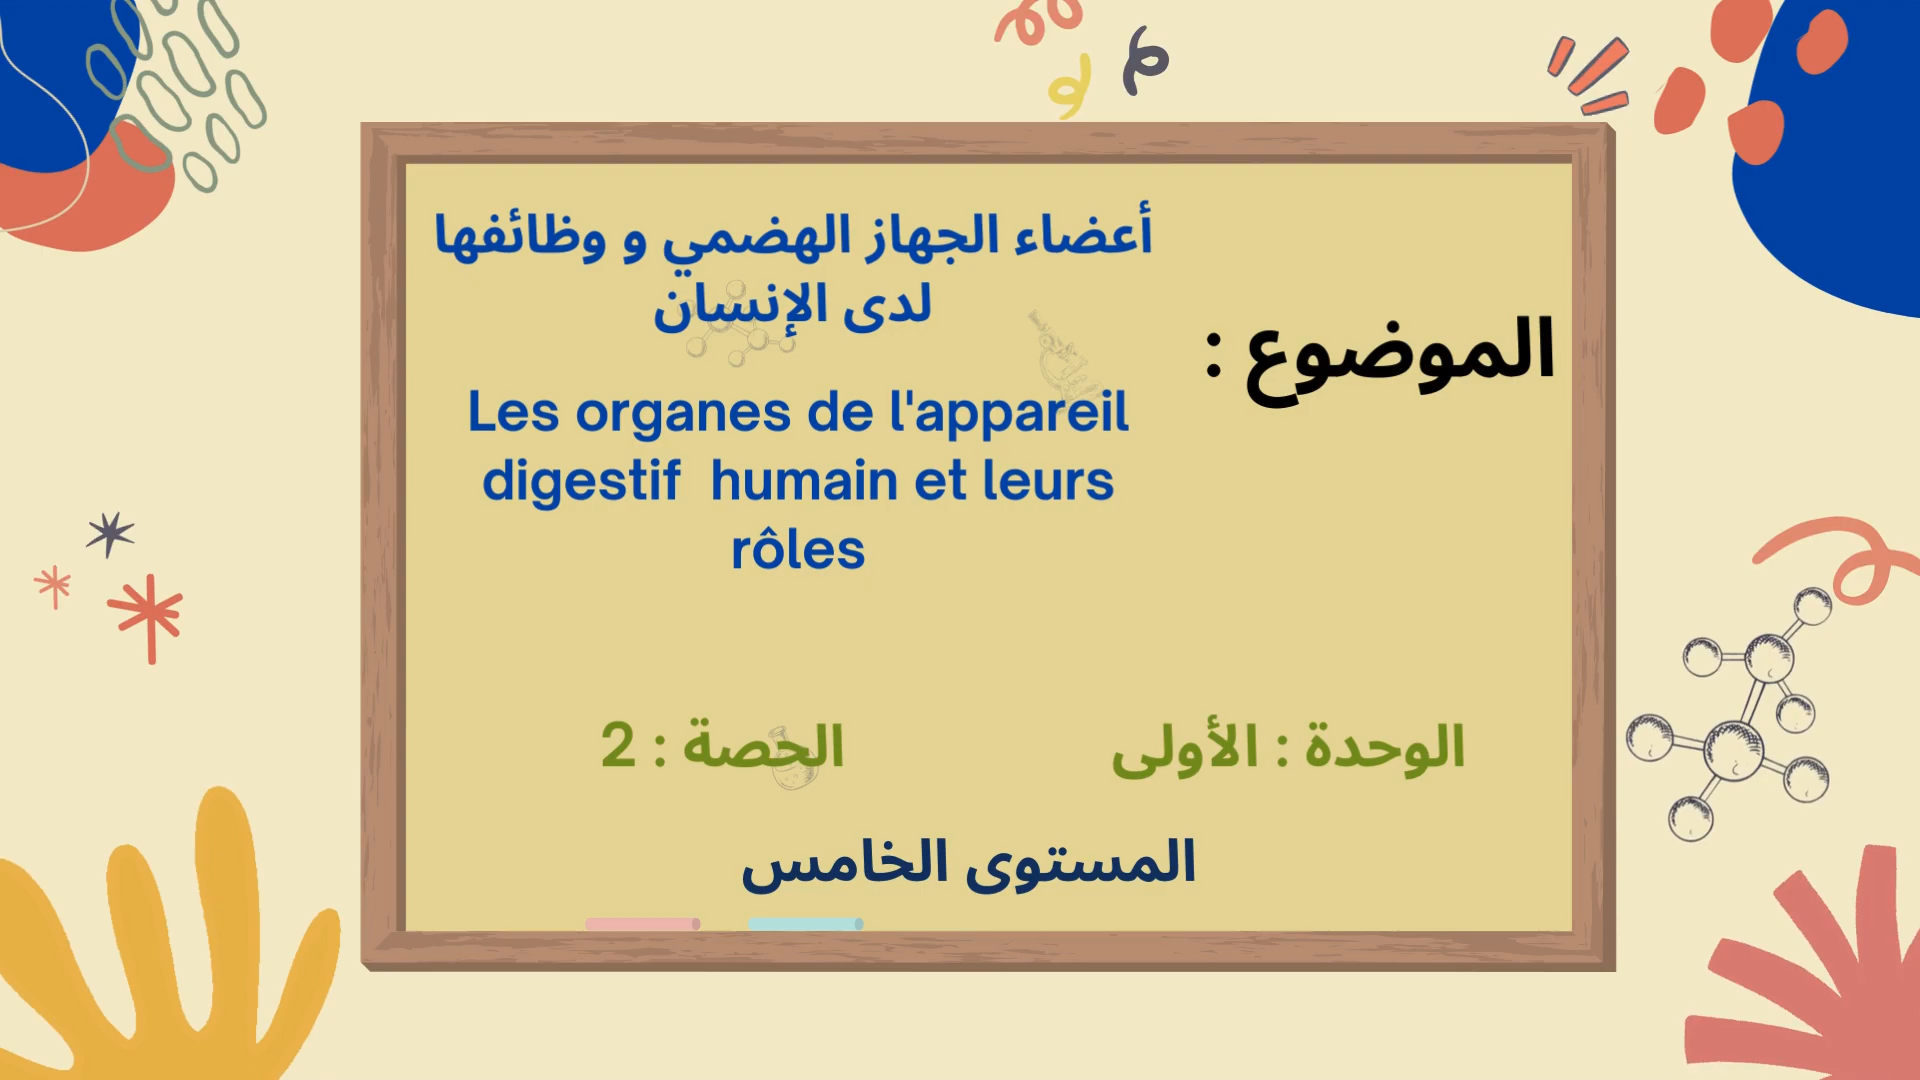 الموضوع :
أعضاء الجهاز الهضمي و وظائفها
لدى الإنسان
Les organes de l'appareil
digestif  humain et leurs
rôles
الوحدة : الأولى
الحصة : 2
المستوى الخامس